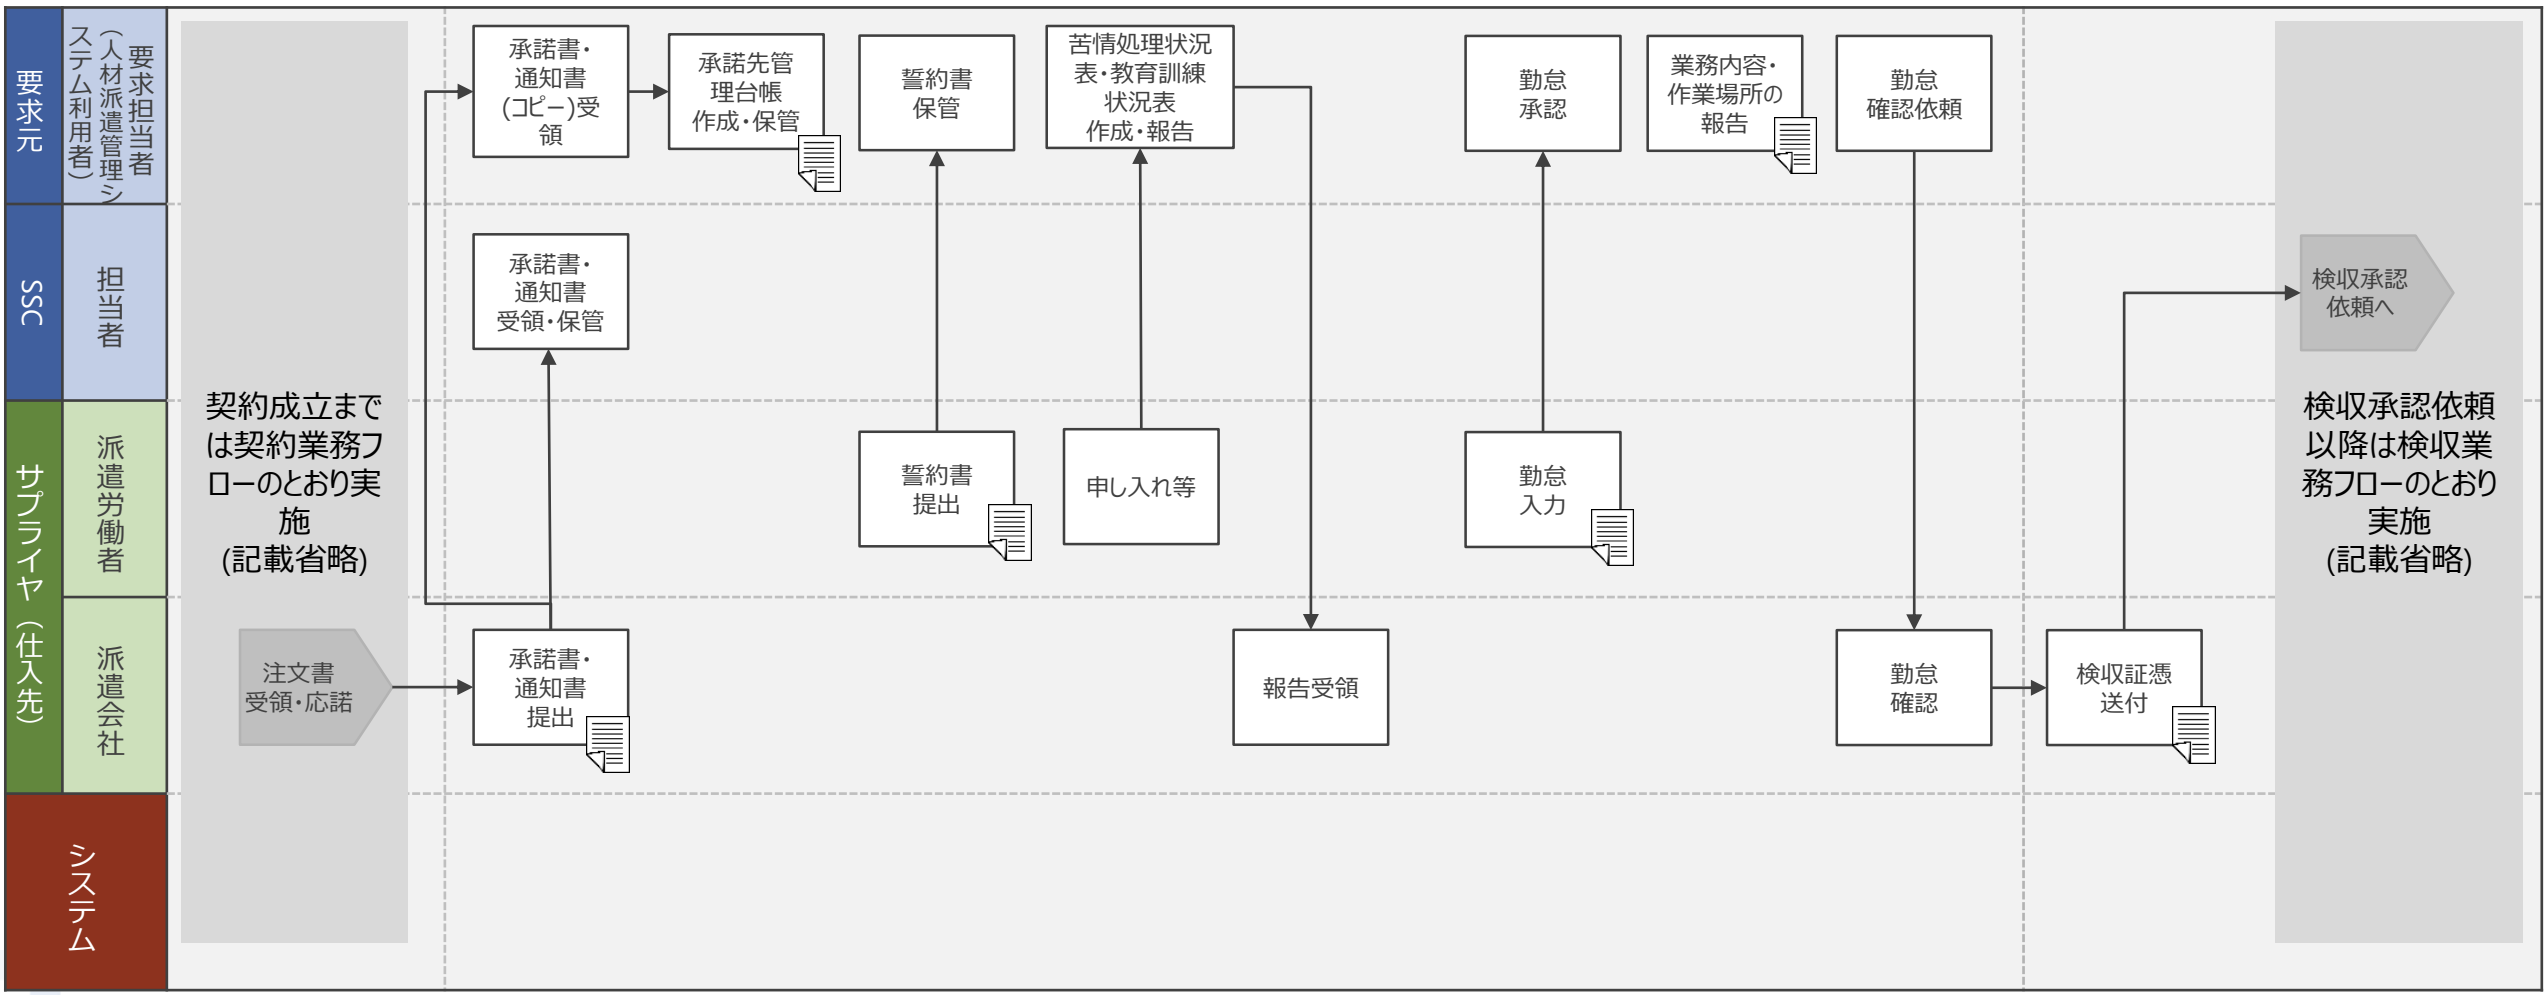 要求元
要求担当者
（人材派遣管理シ
ステム利用者）
SSC
担当者
サプライヤ（仕入先）
派遣労働者
派遣会社
システム
契約成立まで
は契約業務フ
ローのとおり実
施
(記載省略)
注文書
受領・応諾
承諾書・
通知書
(コピー)受
領
承諾先管
理台帳
作成・保管
誓約書
保管
苦情処理状況
表・教育訓練
状況表
作成・報告
勤怠
承認
業務内容・
作業場所の
報告
勤怠
確認依頼
承諾書・
通知書
受領・保管
検収承認
依頼へ
誓約書
提出
申し入れ等
勤怠
入力
承諾書・
通知書
提出
報告受領
勤怠
確認
検収証憑
送付
検収承認依頼
以降は検収業
務フローのとおり
実施
(記載省略)